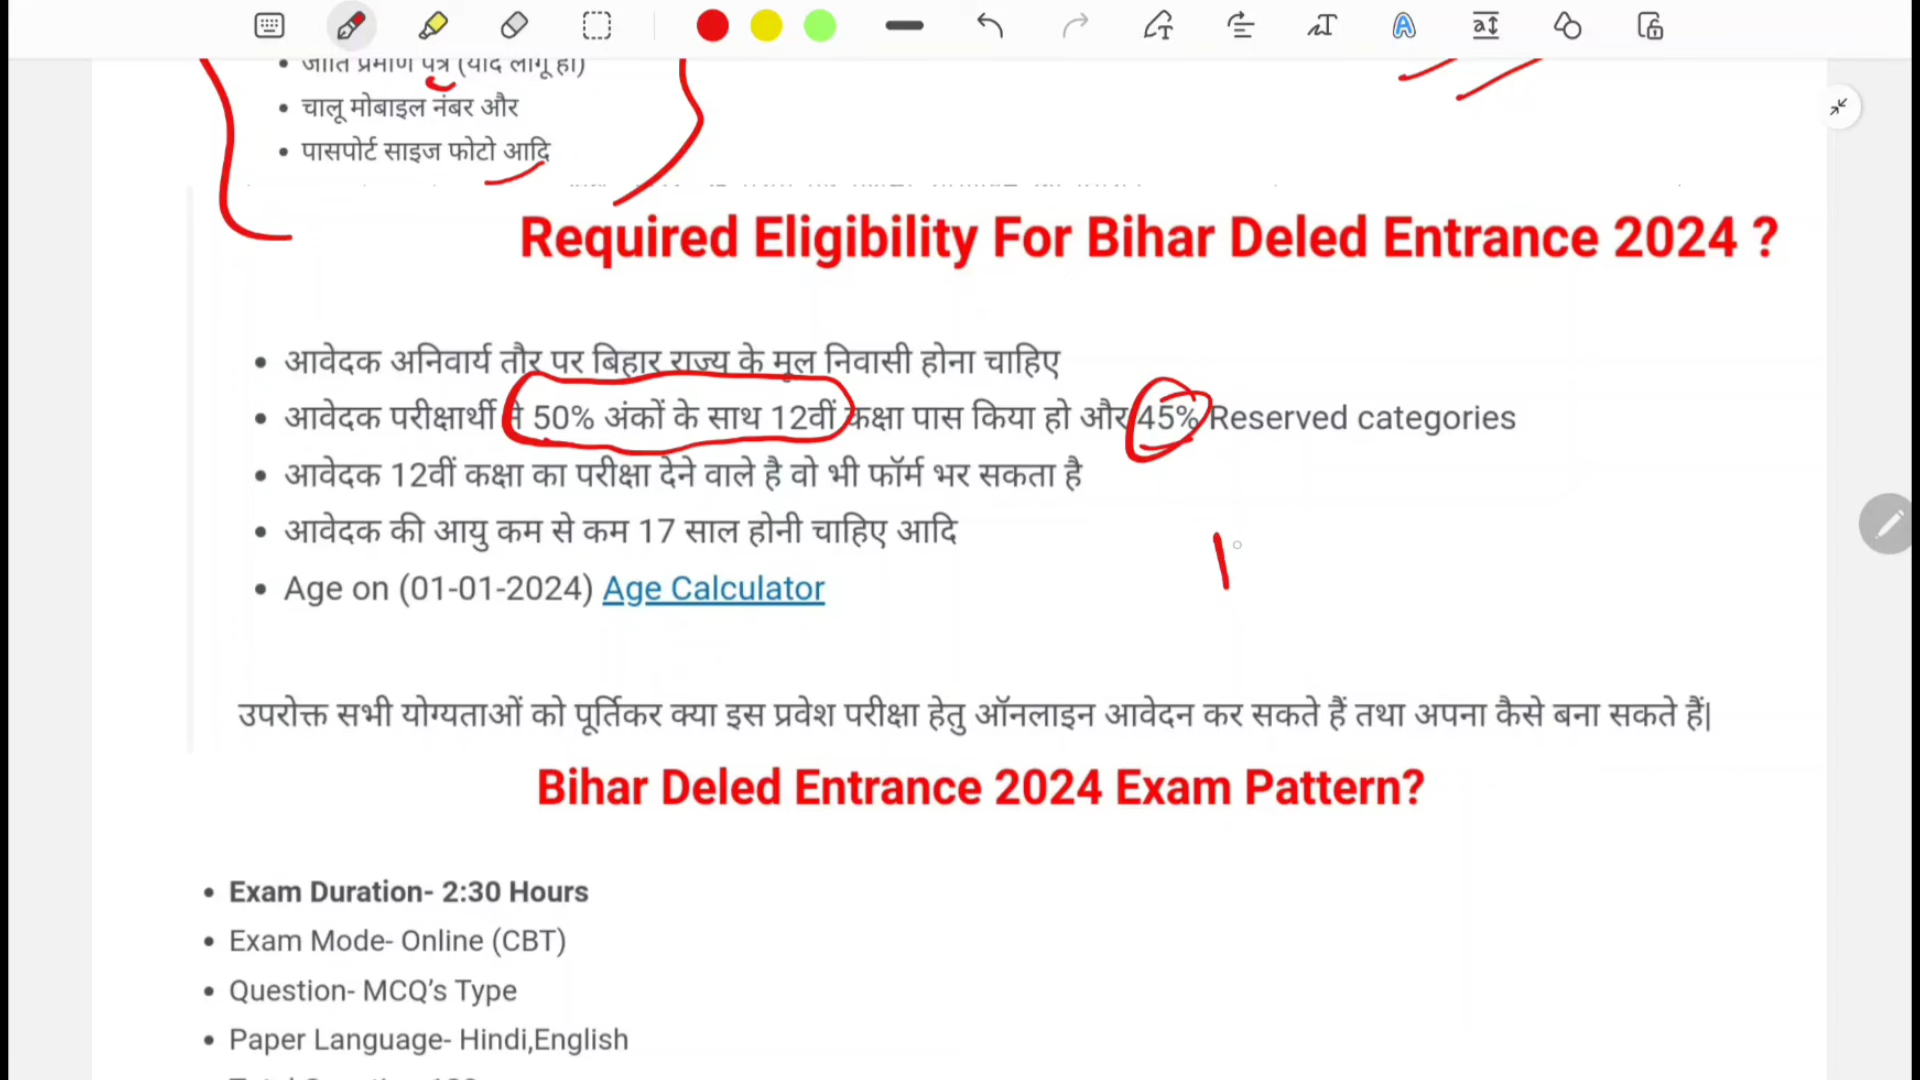 जाति प्रमाण पत्र (यदि लागू हो)
चालू मोबाइल नंबर और
पासपोर्ट साइज फोटो आदि
Required Eligibility For Bihar Deled Entrance 2024 ?
आवेदक अनिवार्य तौर पर बिहार राज्य के मूल निवासी होना चाहिए
आवेदक परीक्षार्थी ने 50% अंकों के साथ 12वीं कक्षा पास किया हो और 45% Reserved categories
आवेदक 12वीं कक्षा का परीक्षा देने वाले है वो भी फॉर्म भर सकता है
आवेदक की आयु कम से कम 17 साल होनी चाहिए आदि
Age on (01-01-2024) Age Calculator
उपरोक्त सभी योग्यताओं को पूर्तिकर क्या इस प्रवेश परीक्षा हेतु ऑनलाइन आवेदन कर सकते हैं तथा अपना कैसे बना सकते हैं|
Bihar Deled Entrance 2024 Exam Pattern?
Exam Duration- 2:30 Hours
Exam Mode- Online (CBT)
Question- MCQ’s Type
Paper Language- Hindi,English